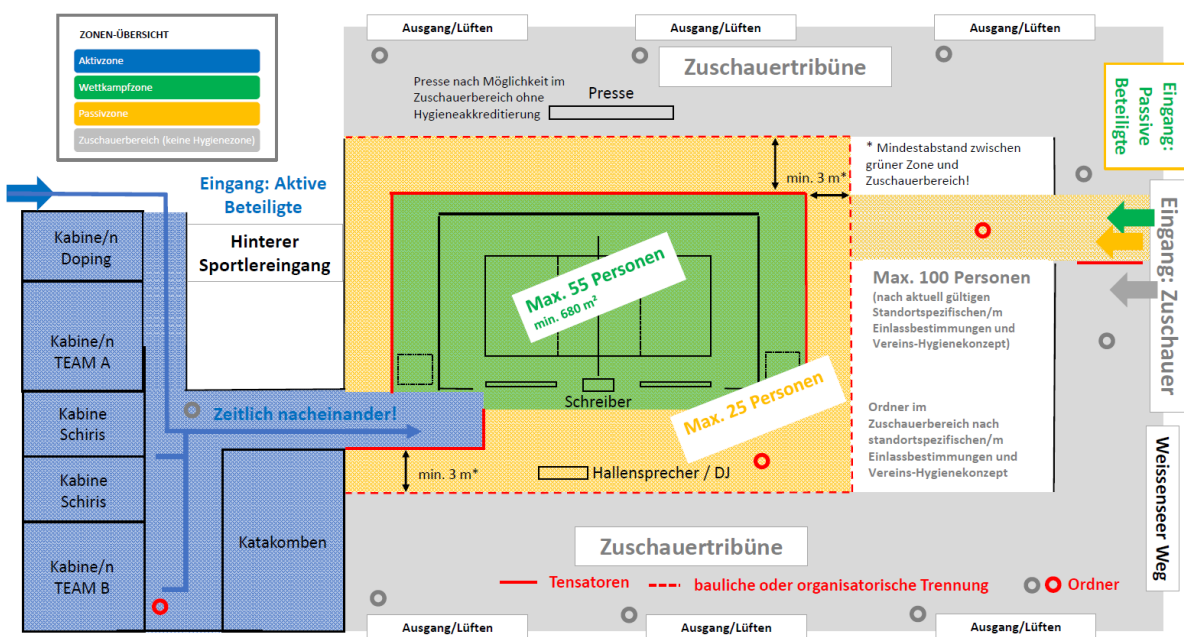 ZONEN-ÜBERSICHT
Aktivzone
Wettkampfzone
Passivzone
Zuschauerbereich (keine Hygienezone)
Ausgang/Lüften
Ausgang/Lüften
Ausgang/Lüften
Zuschauertribüne
Presse nach Möglichkeit im
Zuschauerbereich ohne
Hygieneakkreditierung
Presse
Eingang:
Passive
Beteiligte
* Mindestabstand zwischen
grüner Zone und
Zuschauerbereich!
min. 3 m*
Eingang: Aktive
Beteiligte
Hinterer
Sportlereingang
Kabine/n
Doping
Kabine/n
TEAM A
Kabine
Schiris
Kabine
Schiris
Kabine/n
TEAM B
Zeitlich nacheinander!
Katakomben
Max. 55 Personen
min. 680 m²
Schreiber
Max. 25 Personen
min. 3 m*
Hallensprecher / DJ
Max. 100 Personen
(nach aktuell gültigen
Standortspezifischen/m
Einlassbestimmungen und
Vereins-Hygienekonzept)
Ordner im
Zuschauerbereich nach
standortspezifischen/m
Einlassbestimmungen und
Vereins-Hygienekonzept
Eingang: Zuschauer
Weissenseer Weg
Zuschauertribüne
Tensatoren
bauliche oder organisatorische Trennung
Ordner
Ausgang/Lüften
Ausgang/Lüften
Ausgang/Lüften